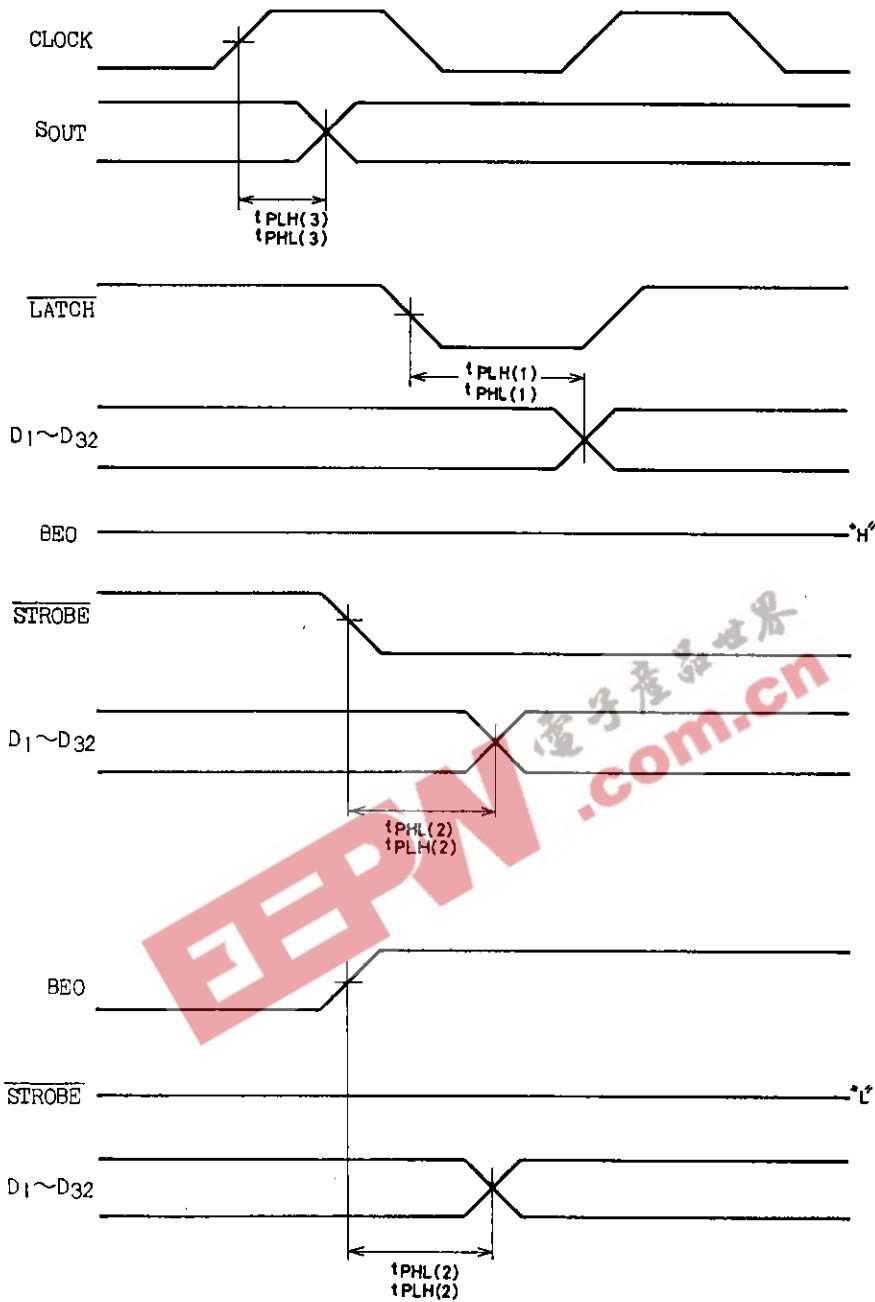 CLOCK
SOUT
tPLH(3)
tPHL(3)
LATCH
tPLH(1)
tPHL(1)
D1~D32
BEO
"H"
STROBE
D1~D32
tPHL(2)
tPLH(2)
電子產品世界
EEPW.com.cn
BEO
STROBE
"L"
D1~D32
tPHL(2)
tPLH(2)